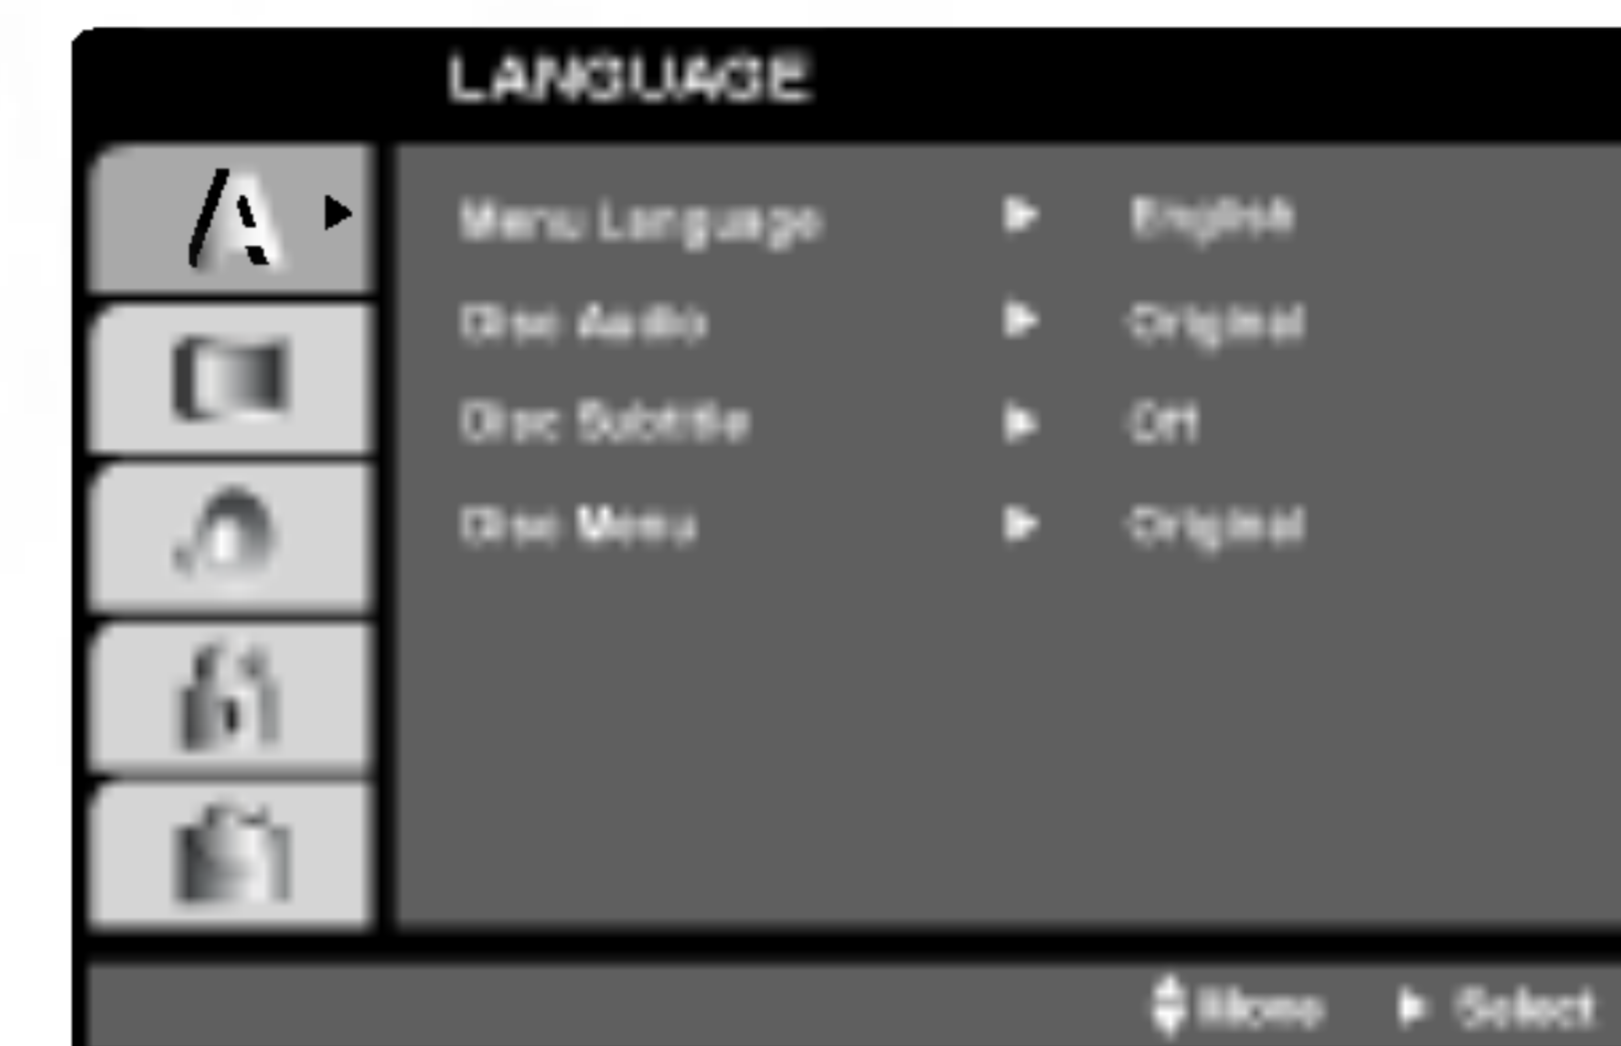 LANGUAGE
Menu Language ► English
Disc Audio ► Original
Disc Subtitle ► Off
Disc Menu ► Original
Move ► Select